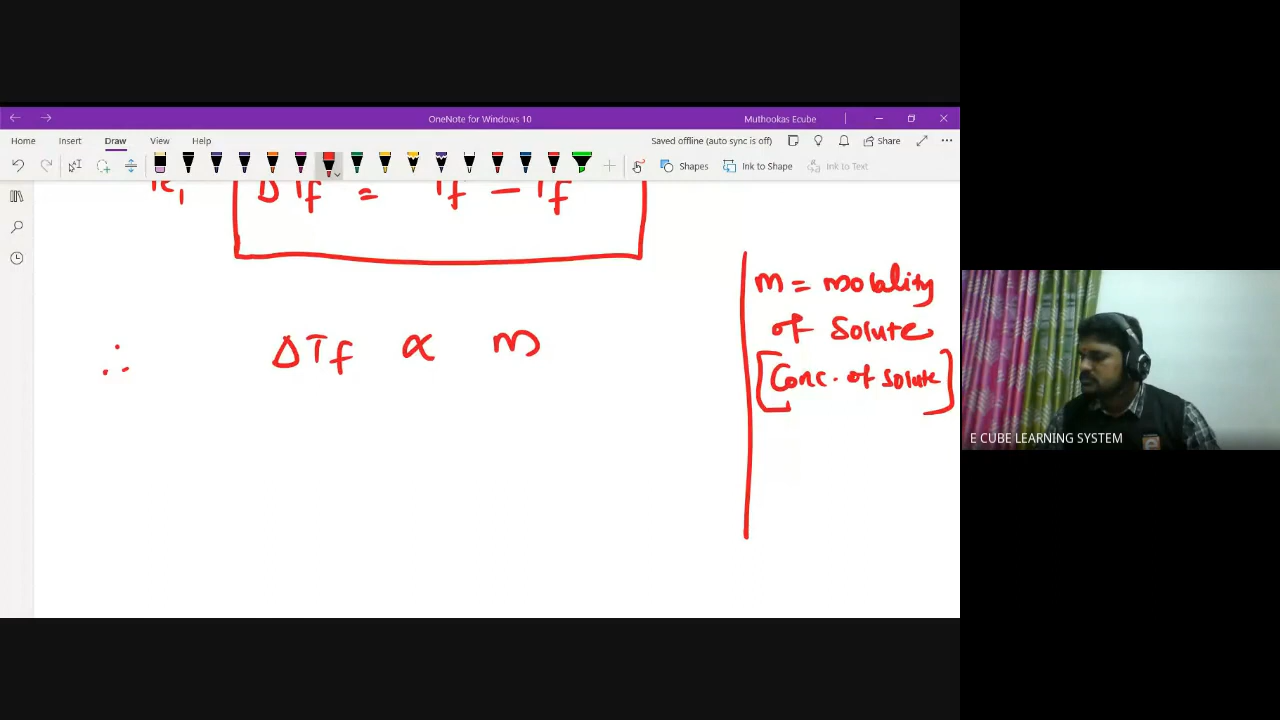 OneNote for Windows 10
Muthookas Ecube
Home Insert Draw View Help
Saved offline (auto sync is off)
Share
Shapes
Ink to Shape
Ink to Text
ΔTf = Tf − Tf
m = molality
of Solute
[Conc. of solute]
∴ ΔTf ∝ m
E CUBE LEARNING SYSTEM